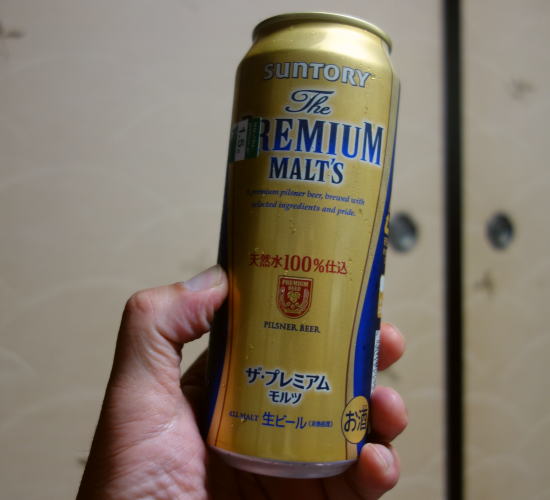 SUNTORY
The
PREMIUM
MALT'S
A premium pilsner beer, brewed with
selected ingredients and pride.
天然水100%仕込
PREMIUM
BEER
PILSNER BEER
ザ・プレミアム
モルツ
ALL MALT 生ビール
お酒